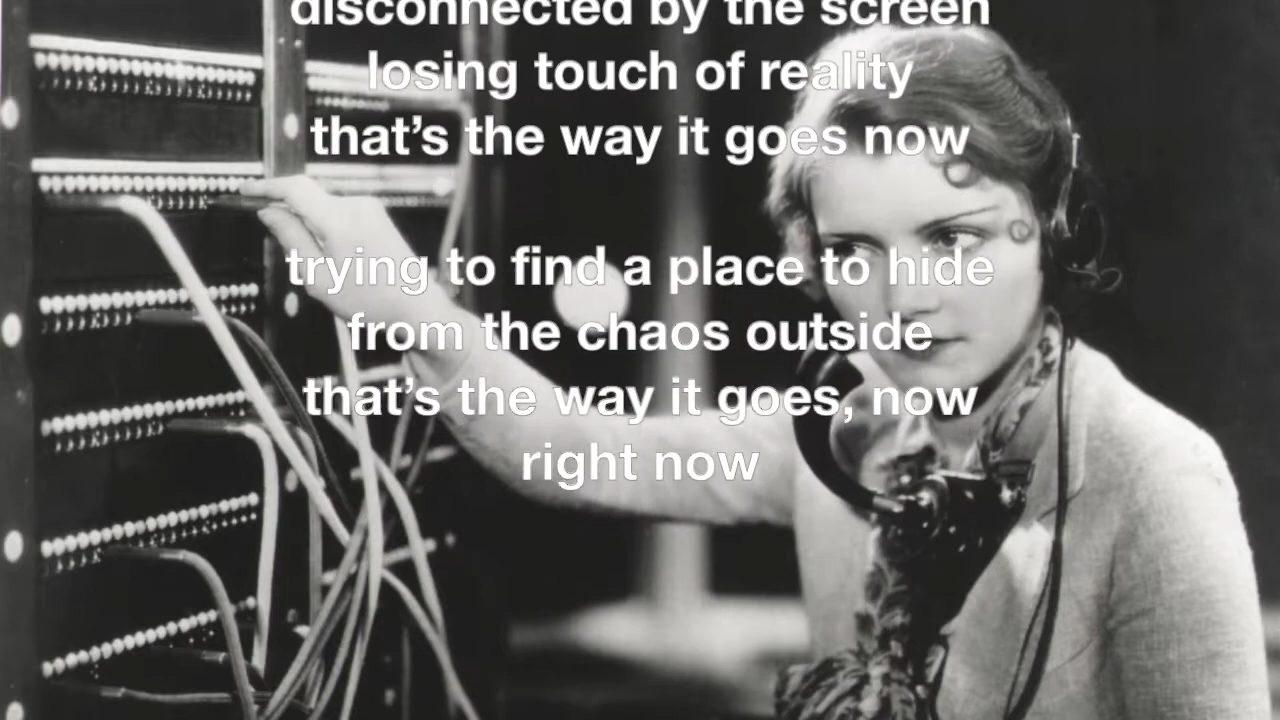 disconnected by the screen
losing touch of reality
that’s the way it goes now
trying to find a place to hide
from the chaos outside
that’s the way it goes, now
right now